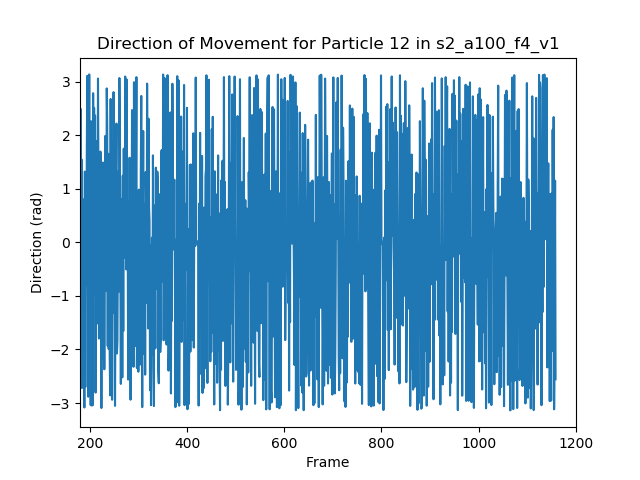 Direction of Movement for Particle 12 in s2_a100_f4_v1
3
2
1
0
−1
−2
−3
Direction (rad)
200 400 600 800 1000 1200
Frame